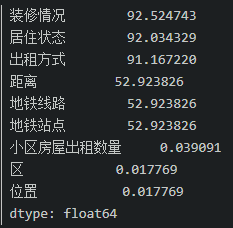 装修情况 92.524743
居住状态 92.034329
出租方式 91.167220
距离 52.923826
地铁线路 52.923826
地铁站点 52.923826
小区房屋出租数量 0.039091
区 0.017769
位置 0.017769
dtype: float64